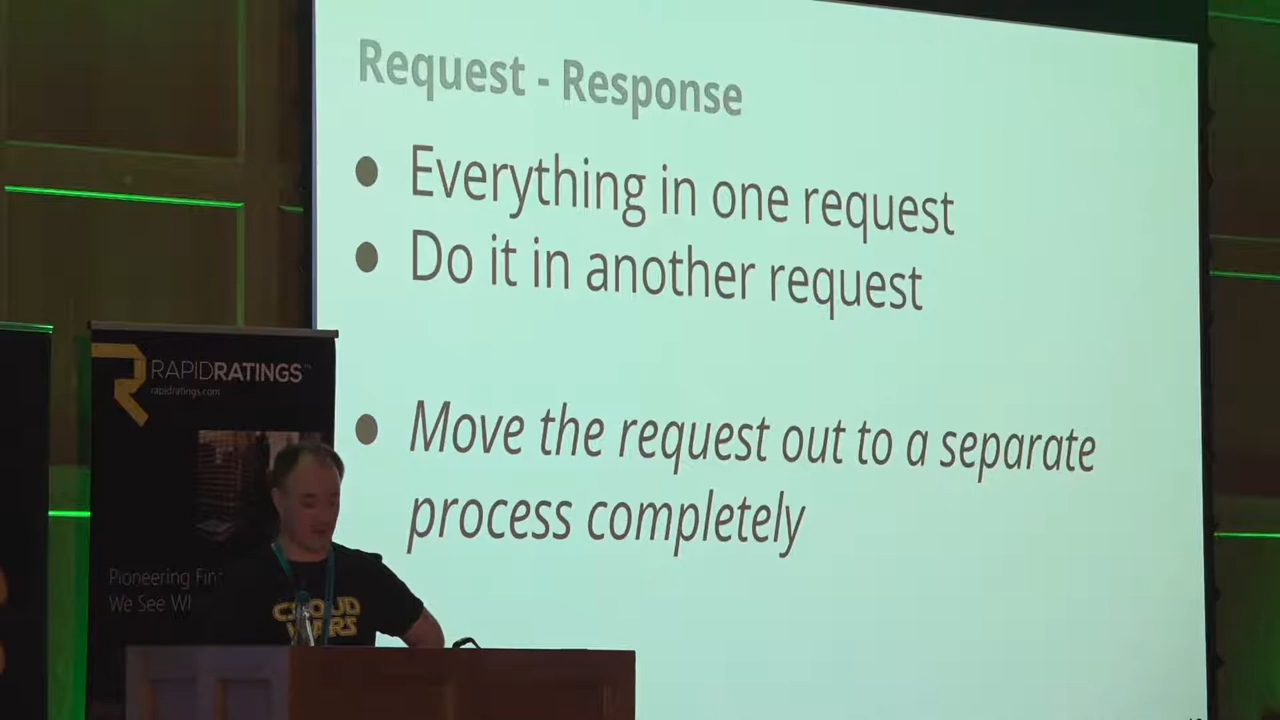 Request - Response
Everything in one request
Do it in another request
Move the request out to a separate
process completely
RAPIDRATINGS
rapidratings.com
Pioneering Fin
We See Wi
CLOUD
WARS